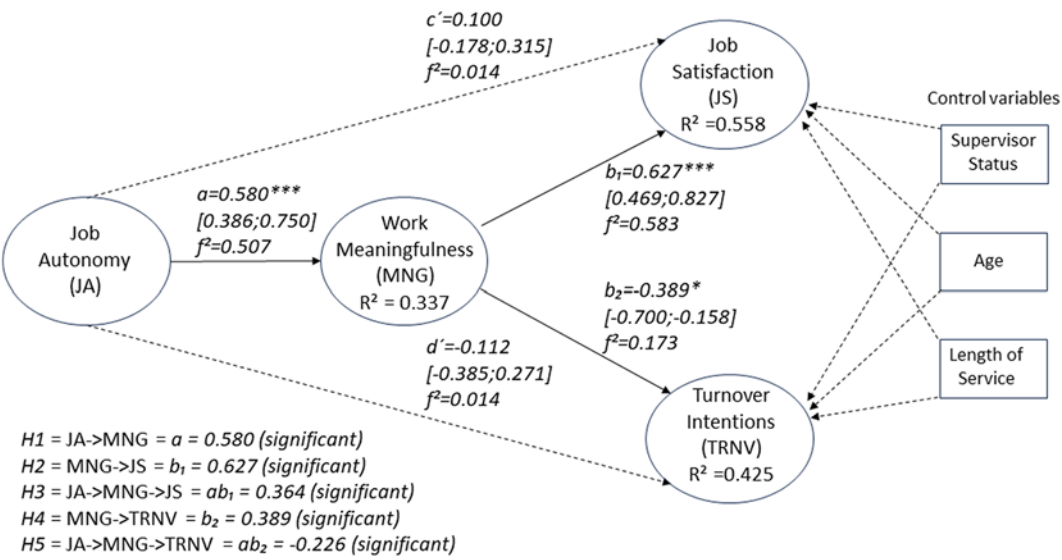 c´=0.100
[-0.178;0.315]
f²=0.014
Job
Satisfaction
(JS)
R² =0.558
Control variables
Supervisor
Status
a=0.580***
[0.386;0.750]
f²=0.507
b₁=0.627***
[0.469;0.827]
f²=0.583
Job
Autonomy
(JA)
Work
Meaningfulness
(MNG)
R² = 0.337
Age
b₂=-0.389*
[-0.700;-0.158]
f²=0.173
d´=-0.112
[-0.385;0.271]
f²=0.014
Length of
Service
Turnover
Intentions
(TRNV)
R² =0.425
H1 = JA->MNG = a = 0.580 (significant)
H2 = MNG->JS = b₁ = 0.627 (significant)
H3 = JA->MNG->JS = ab₁ = 0.364 (significant)
H4 = MNG->TRNV = b₂ = 0.389 (significant)
H5 = JA->MNG->TRNV = ab₂ = -0.226 (significant)